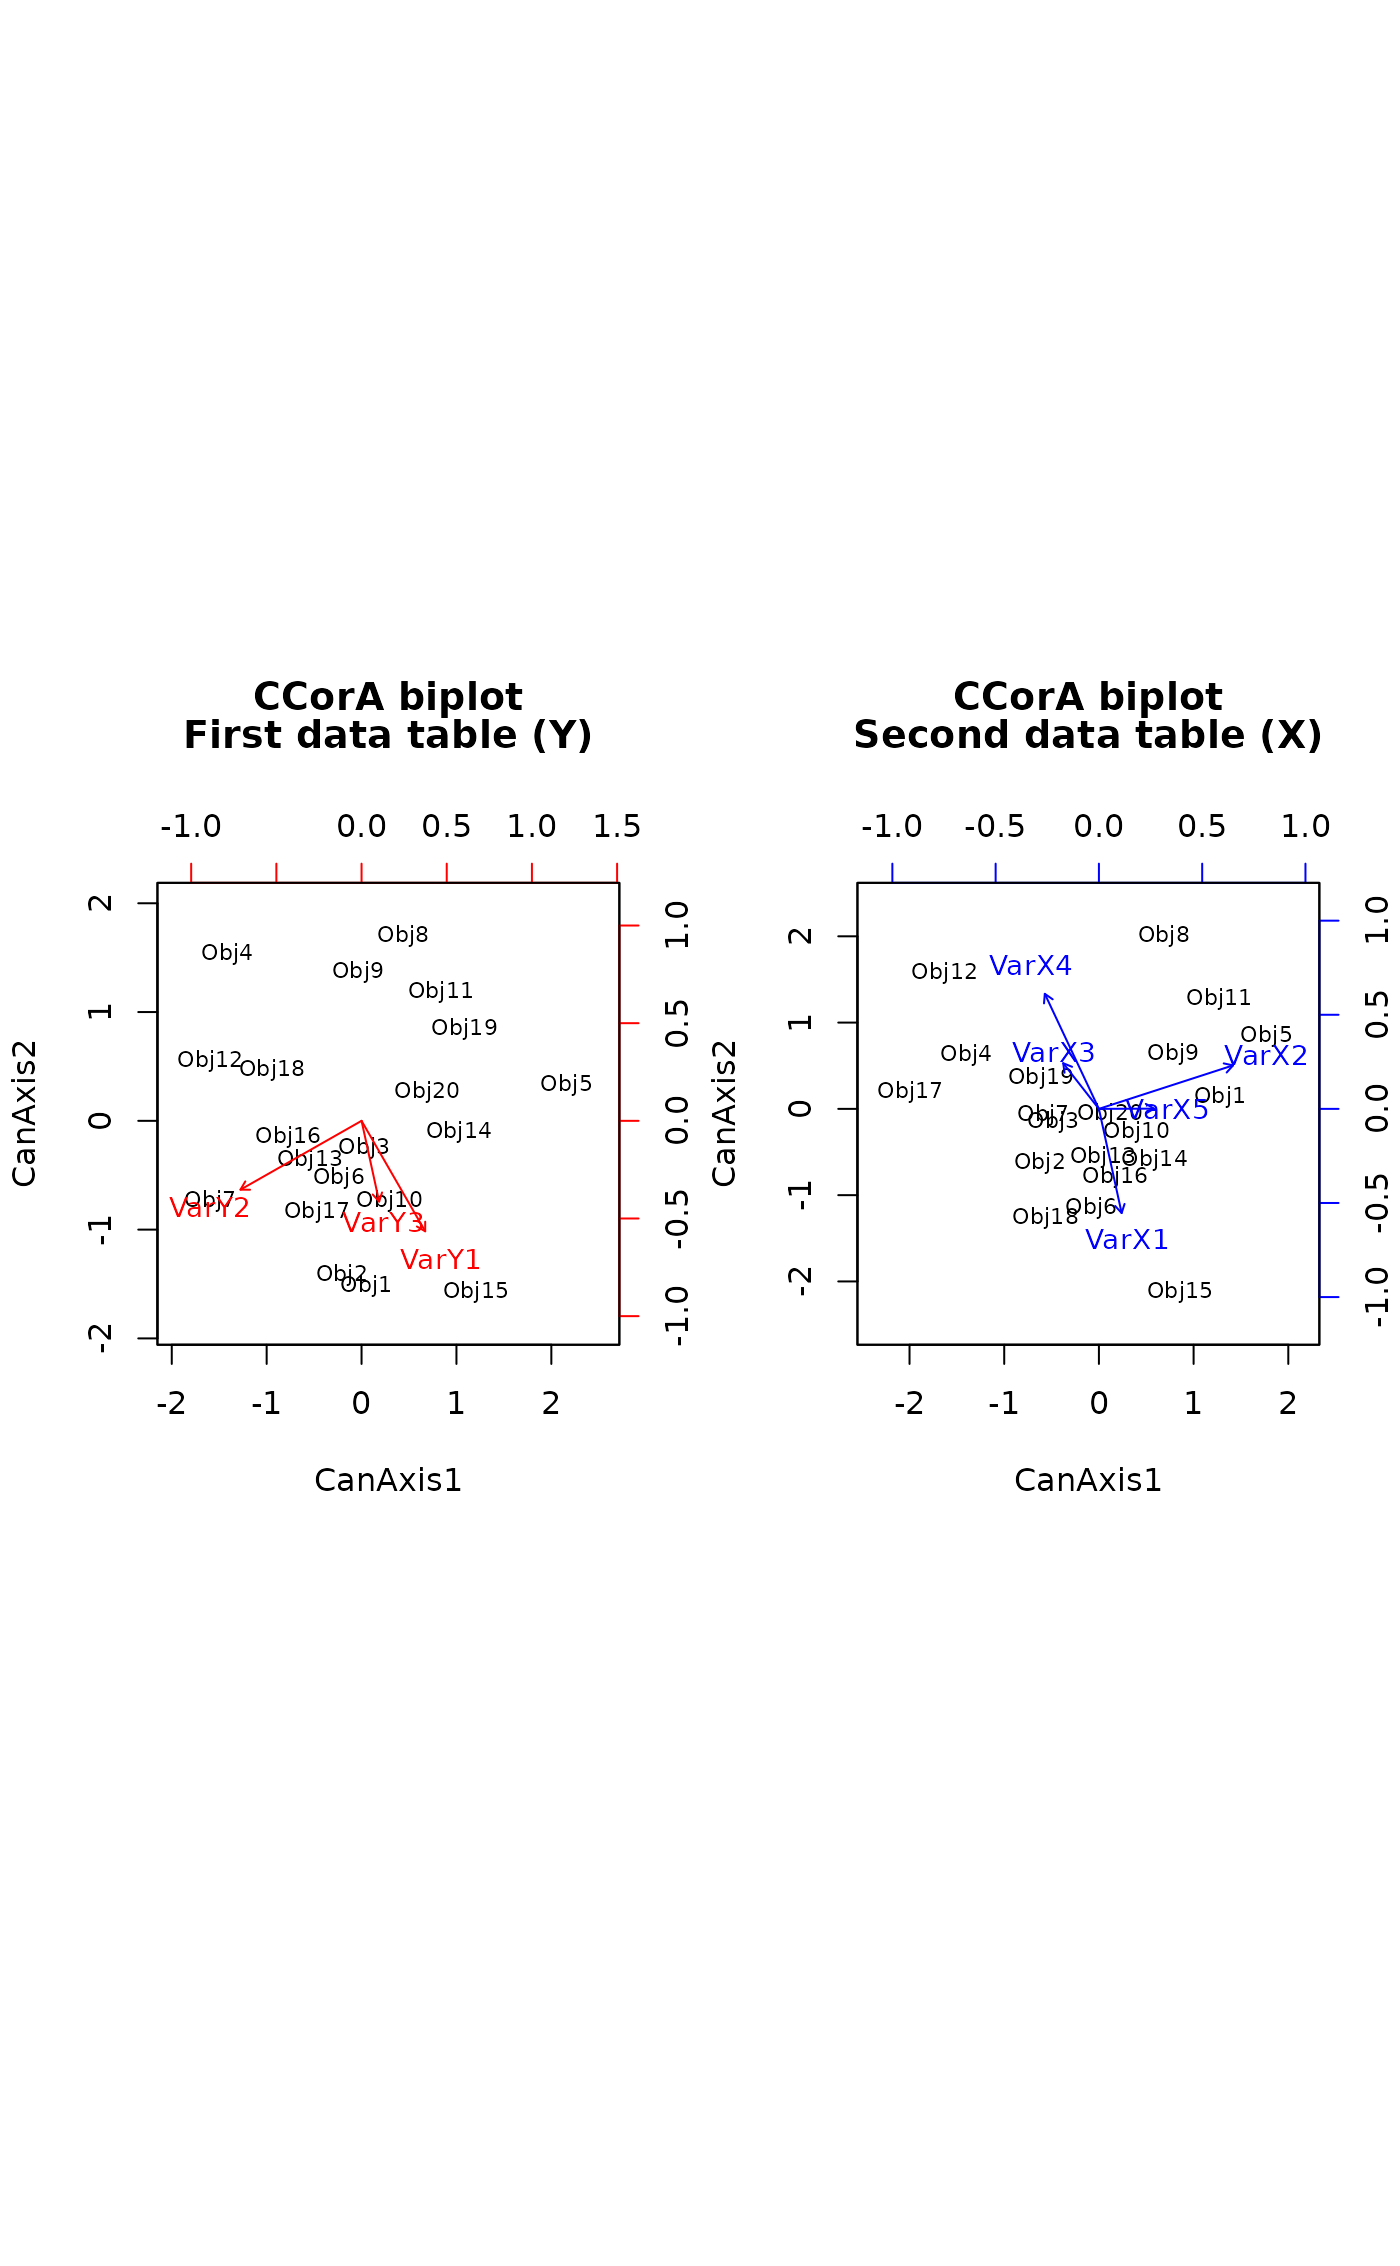 CCorA biplot
First data table (Y)
-1.0 0.0 0.5 1.0 1.5
2
1
0
-1
-2
1.0
0.5
0.0
-0.5
-1.0
Obj8
Obj4
Obj9
Obj11
Obj19
Obj12
Obj18
Obj5
Obj20
Obj14
Obj16
Obj3
Obj13
Obj6
Obj7
Obj10
VarY2
Obj17
VarY3
VarY1
Obj2
Obj1
Obj15
-2 -1 0 1 2
CanAxis1
CanAxis2
CCorA biplot
Second data table (X)
-1.0 -0.5 0.0 0.5 1.0
2
1
0
-1
-2
1.0
0.5
0.0
-0.5
-1.0
Obj8
VarX4
Obj12
Obj11
Obj5
VarX3
Obj4
Obj9
VarX2
Obj19
Obj17
Obj1
Obj7
Obj20
VarX5
Obj3
Obj10
Obj13
Obj14
Obj2
Obj16
Obj6
Obj18
VarX1
Obj15
-2 -1 0 1 2
CanAxis1
CanAxis2